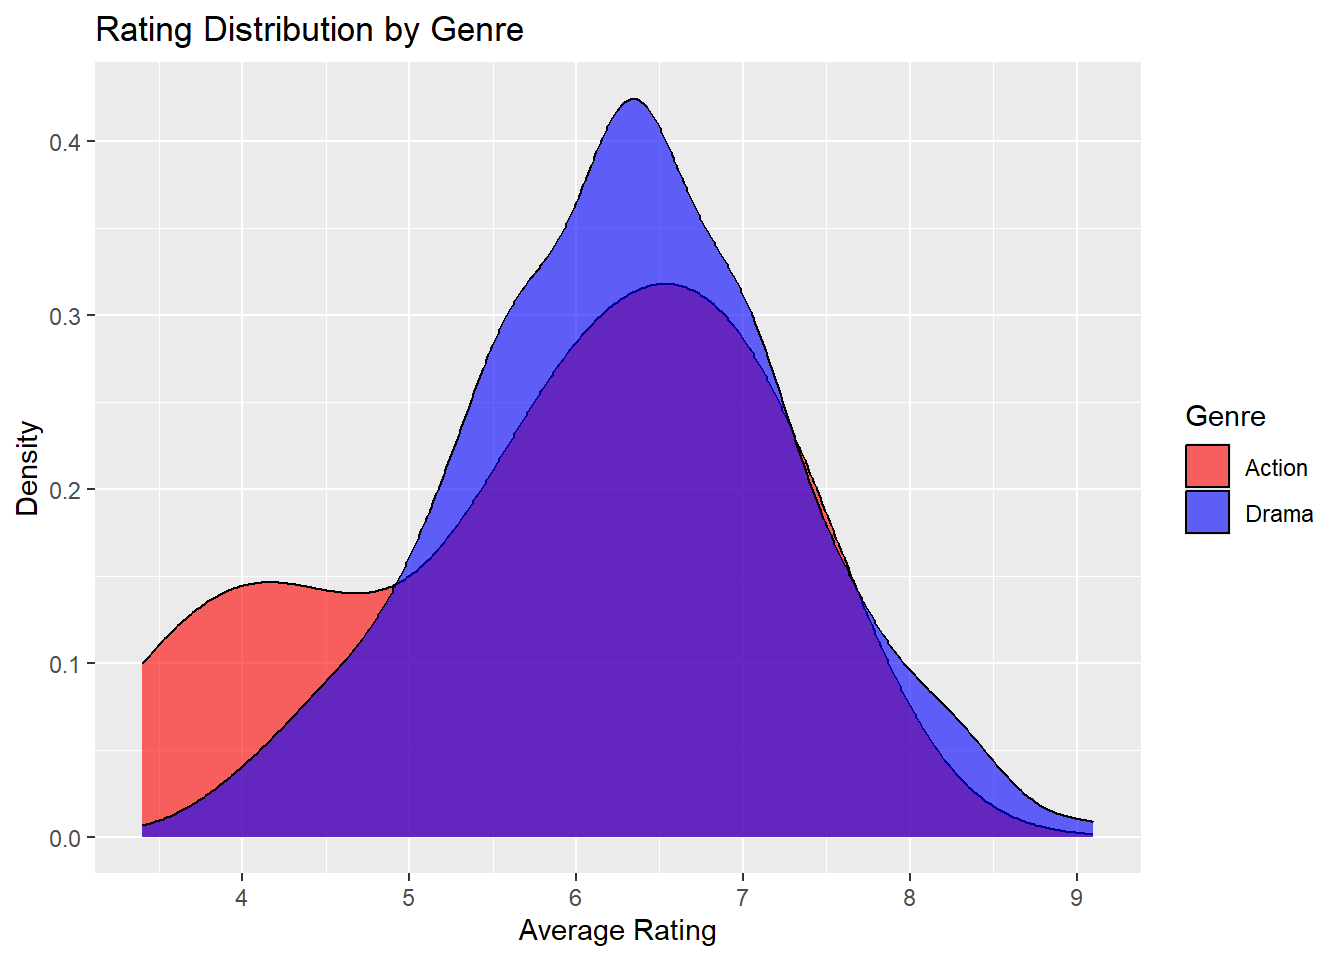 Rating Distribution by Genre
Density
0.4
0.3
0.2
0.1
0.0
4 5 6 7 8 9
Average Rating
Genre
Action
Drama